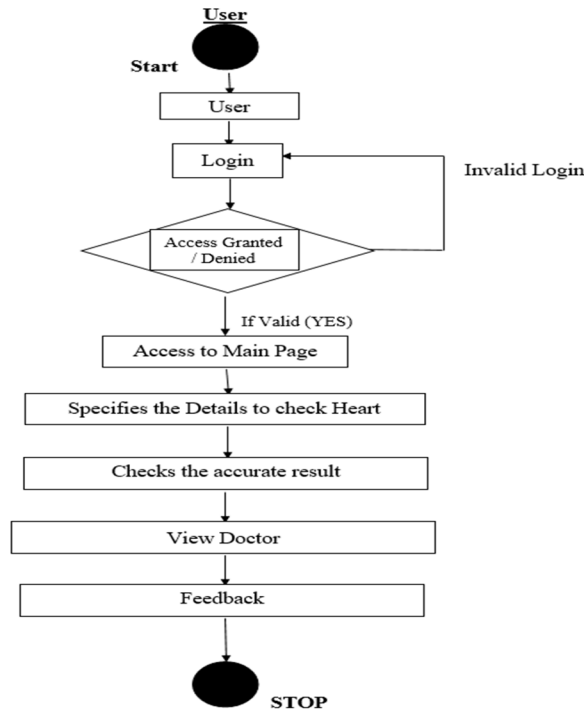 User
Start
User
Login
Invalid Login
Access Granted
/ Denied
If Valid (YES)
Access to Main Page
Specifies the Details to check Heart
Checks the accurate result
View Doctor
Feedback
STOP